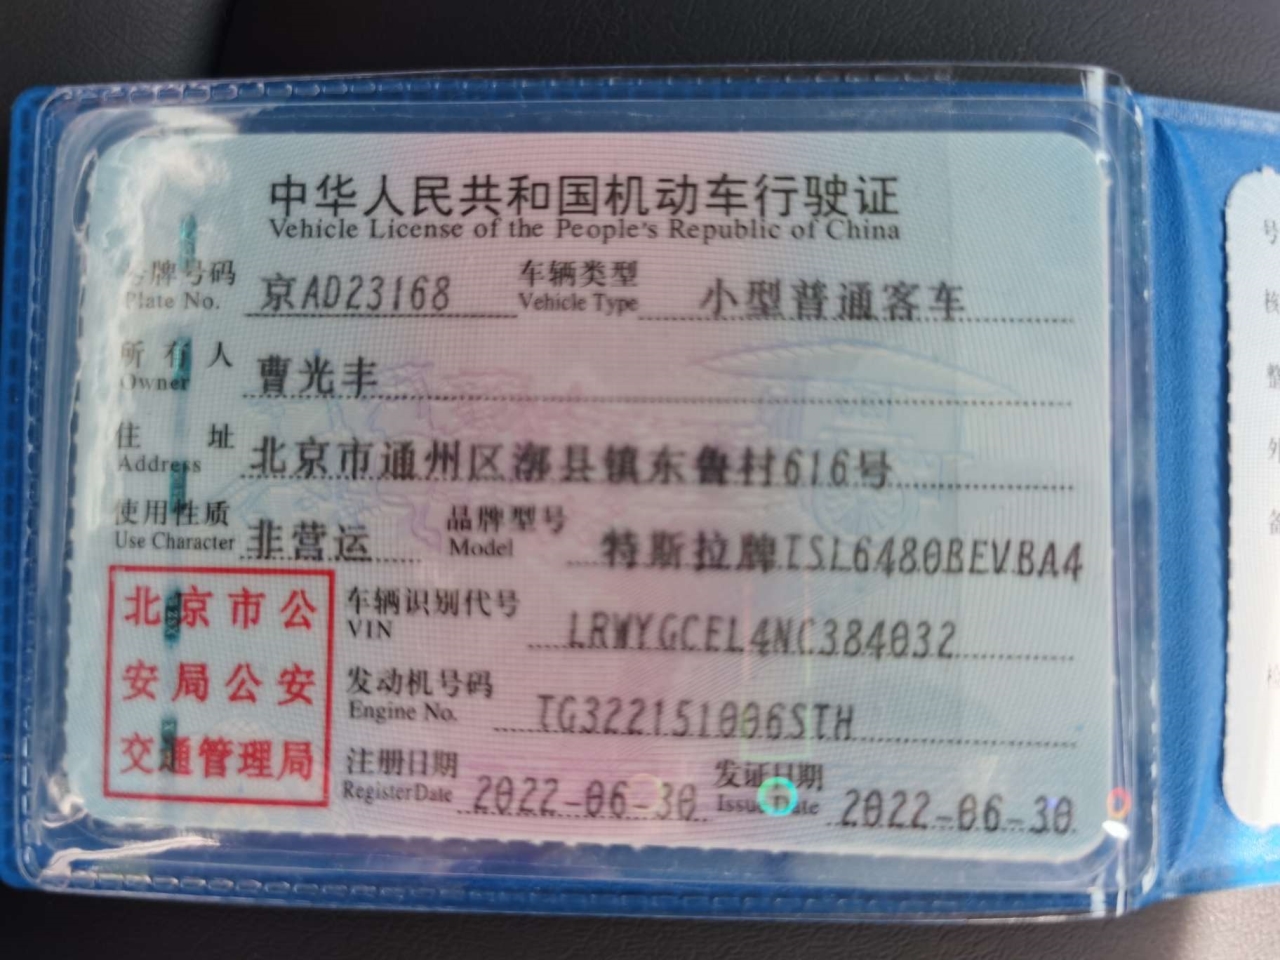 中华人民共和国机动车行驶证
Vehicle License of the People's Republic of China
号牌号码 京AD23168 车辆类型 小型普通客车
Plate No. Vehicle Type
所有人 曹光丰
Owner
住址 北京市通州区漷县镇东鲁村616号
Address
使用性质 非营运 品牌型号 特斯拉牌TSL6480BEVBA4
Use Character Model
北京市公
安局公安
交通管理局
车辆识别代号 LRWYGCEL4NC384032
VIN
发动机号码 TG322151006STH
Engine No.
注册日期 2022-06-30 发证日期 2022-06-30
Register Date Issue Date
号
整